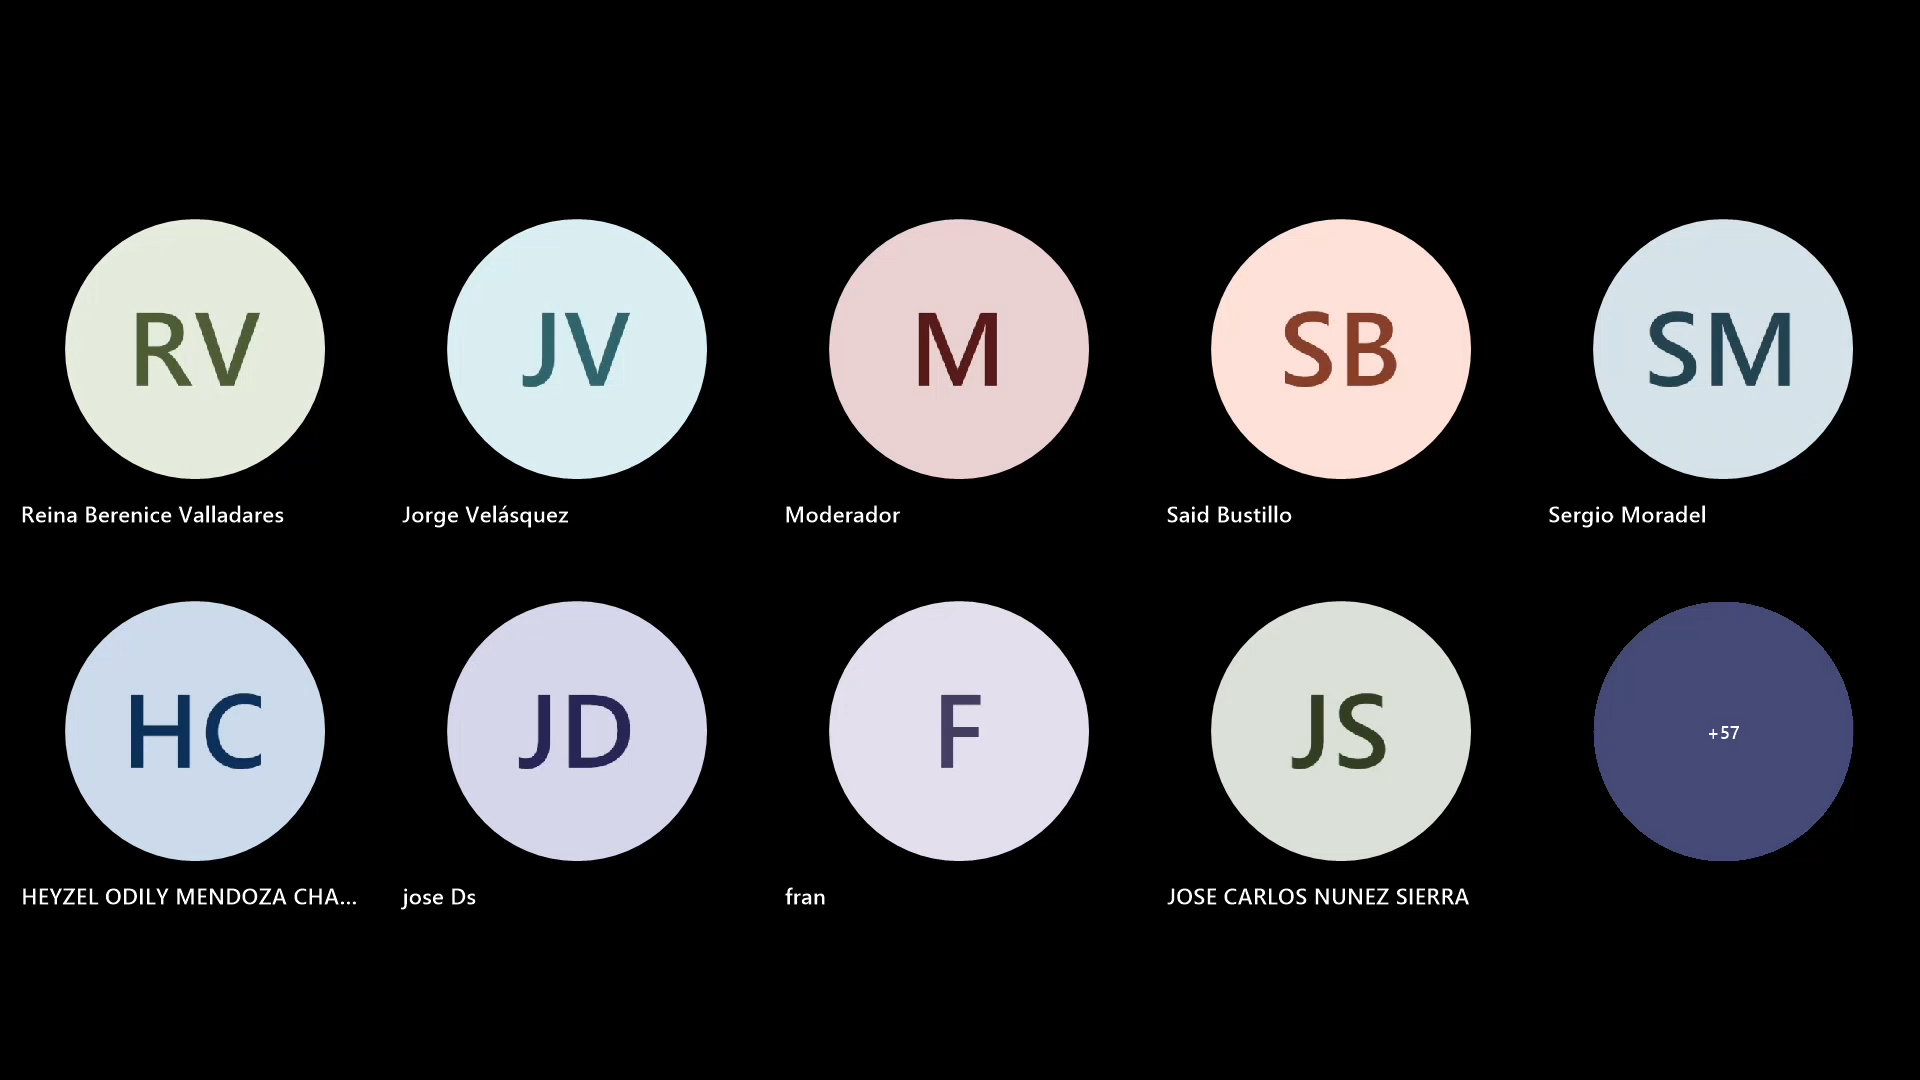 RV
JV
M
SB
SM
Reina Berenice Valladares
Jorge Velásquez
Moderador
Said Bustillo
Sergio Moradel
HC
JD
F
JS
+57
HEYZEL ODILY MENDOZA CHA...
jose Ds
fran
JOSE CARLOS NUNEZ SIERRA